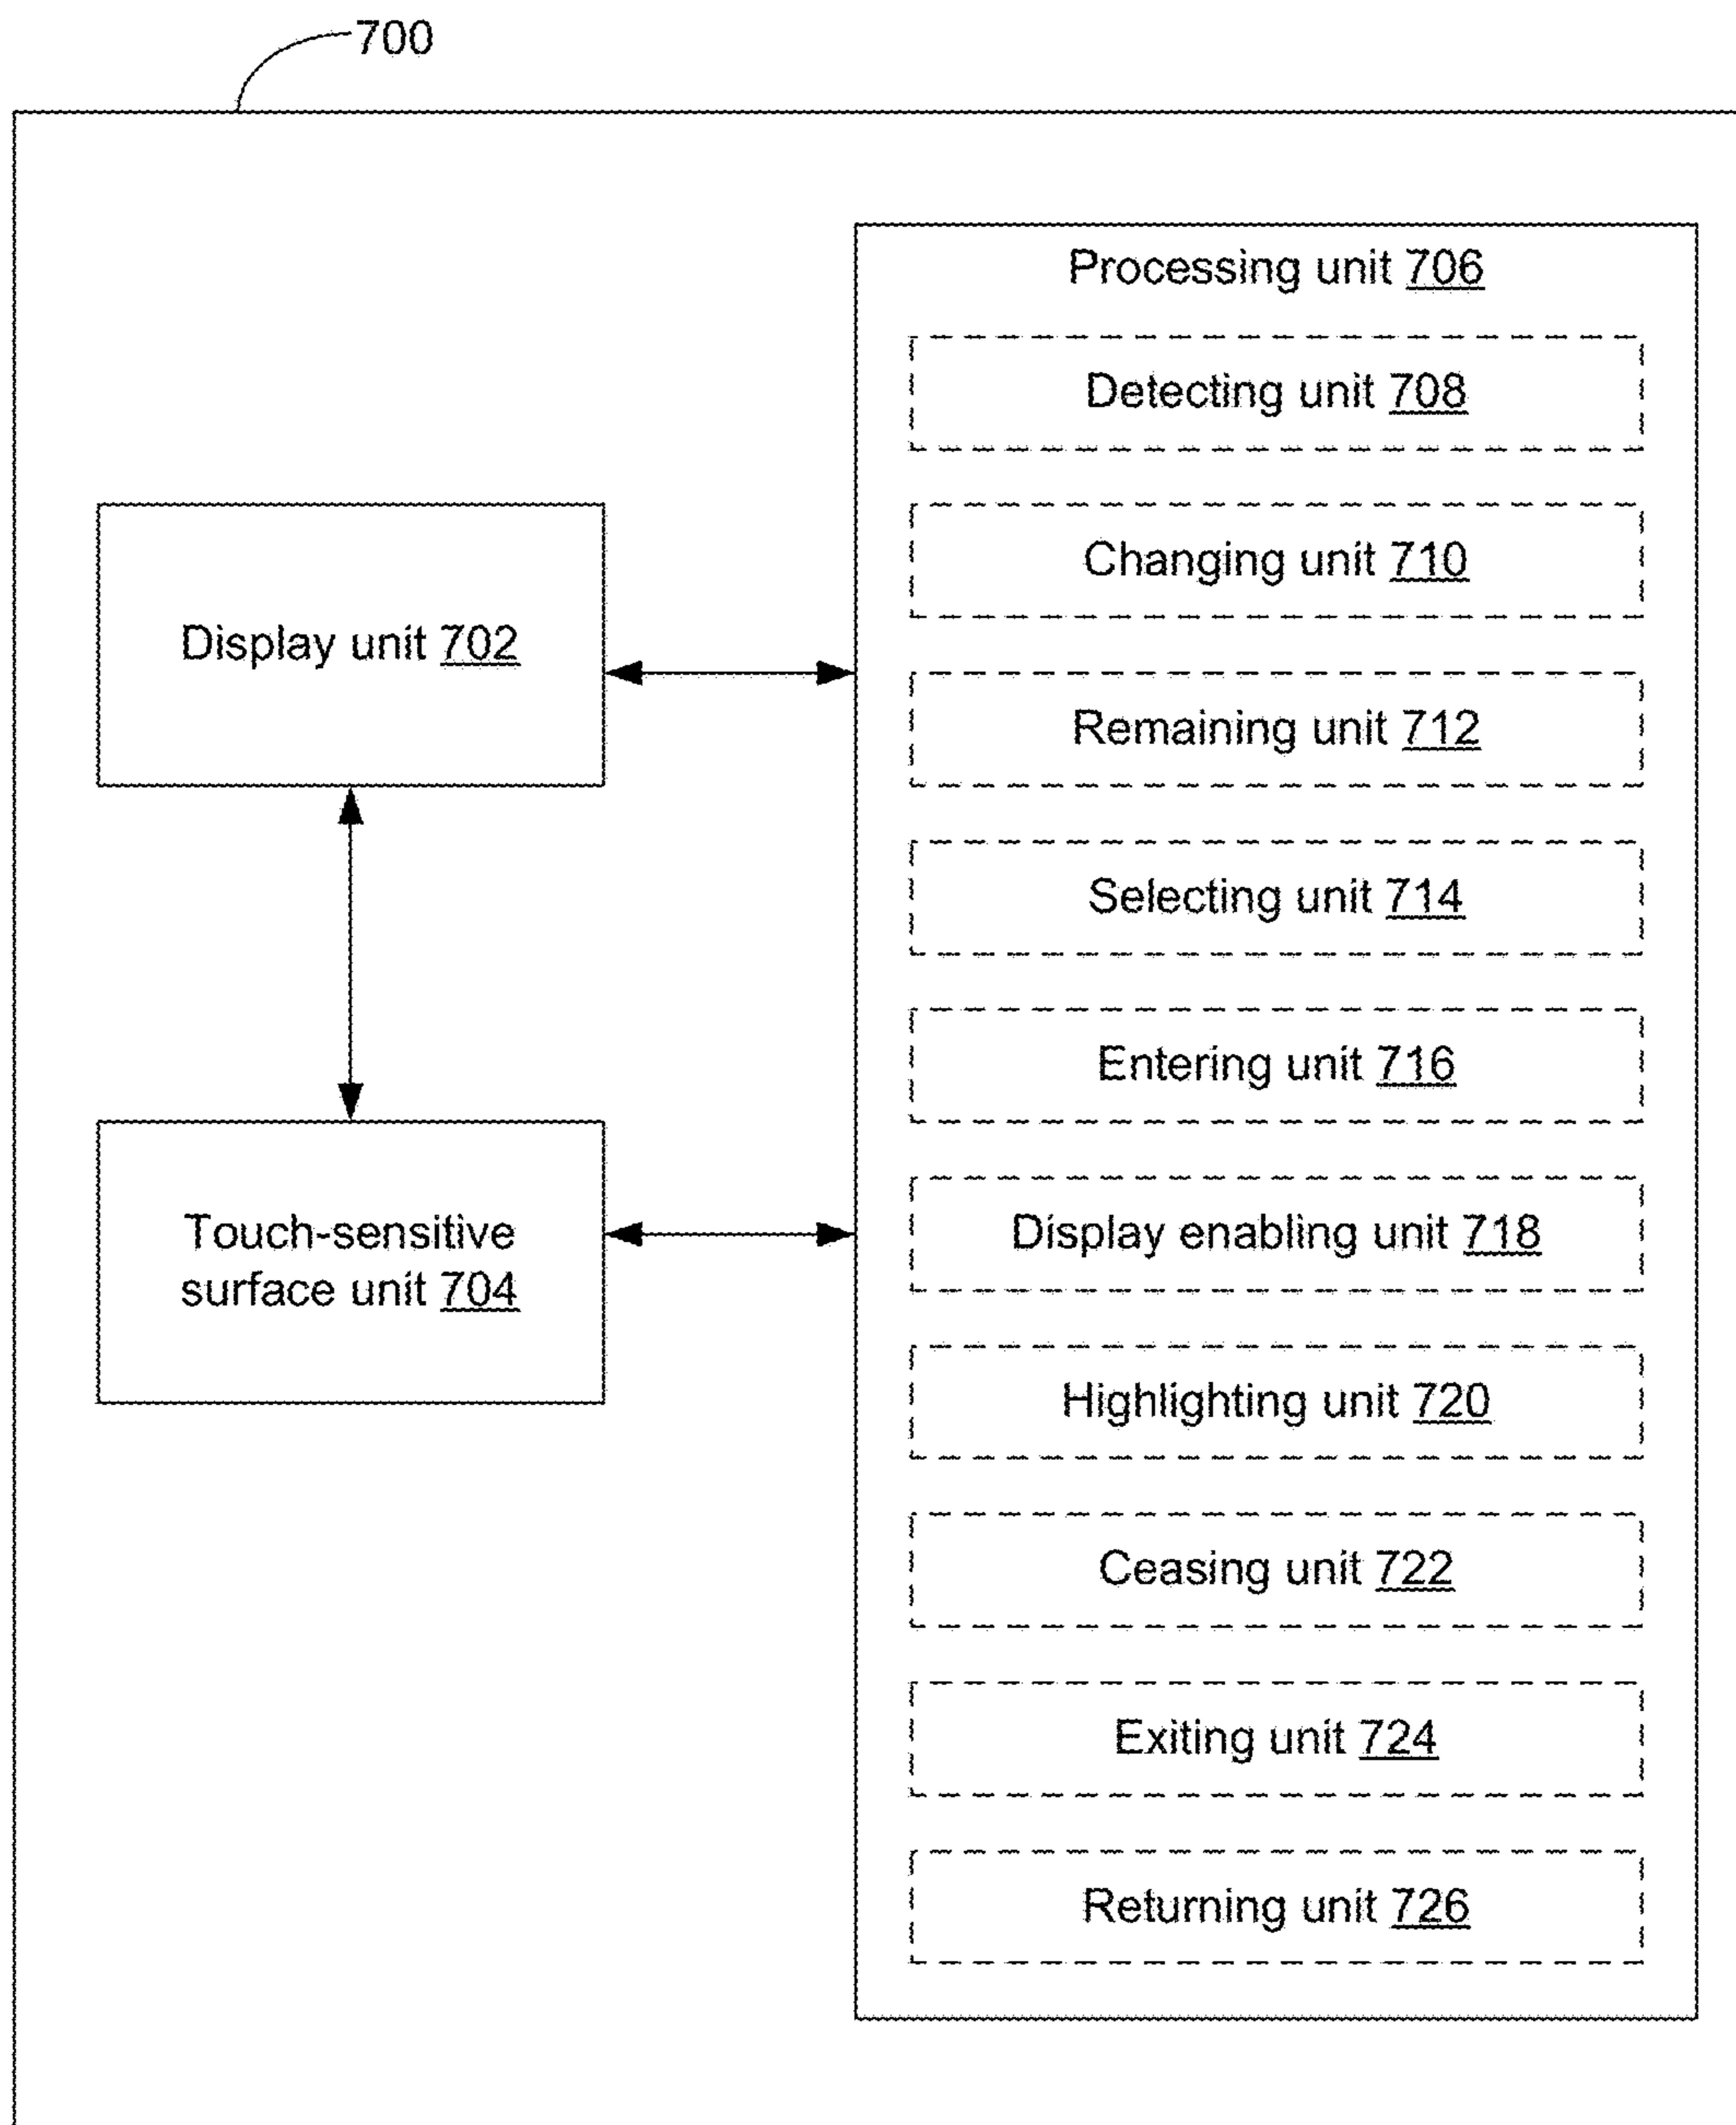 700
Processing unit 706
Detecting unit 708
Changing unit 710
Display unit 702
Remaining unit 712
Selecting unit 714
Entering unit 716
Touch-sensitive
surface unit 704
Display enabling unit 718
Highlighting unit 720
Ceasing unit 722
Exiting unit 724
Returning unit 726